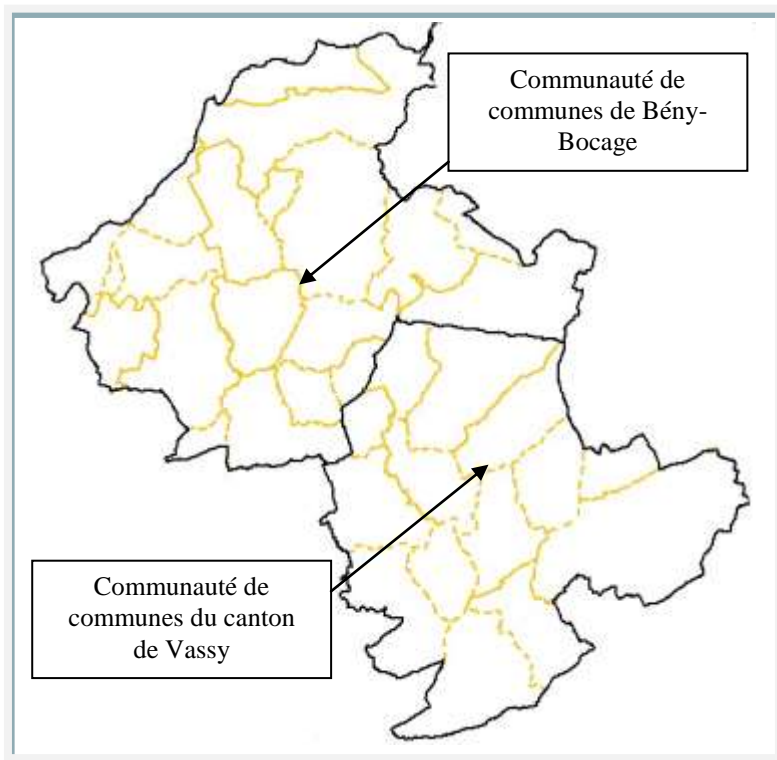 Communauté de
communes de Bény-
Bocage
Communauté de
communes du canton
de Vassy